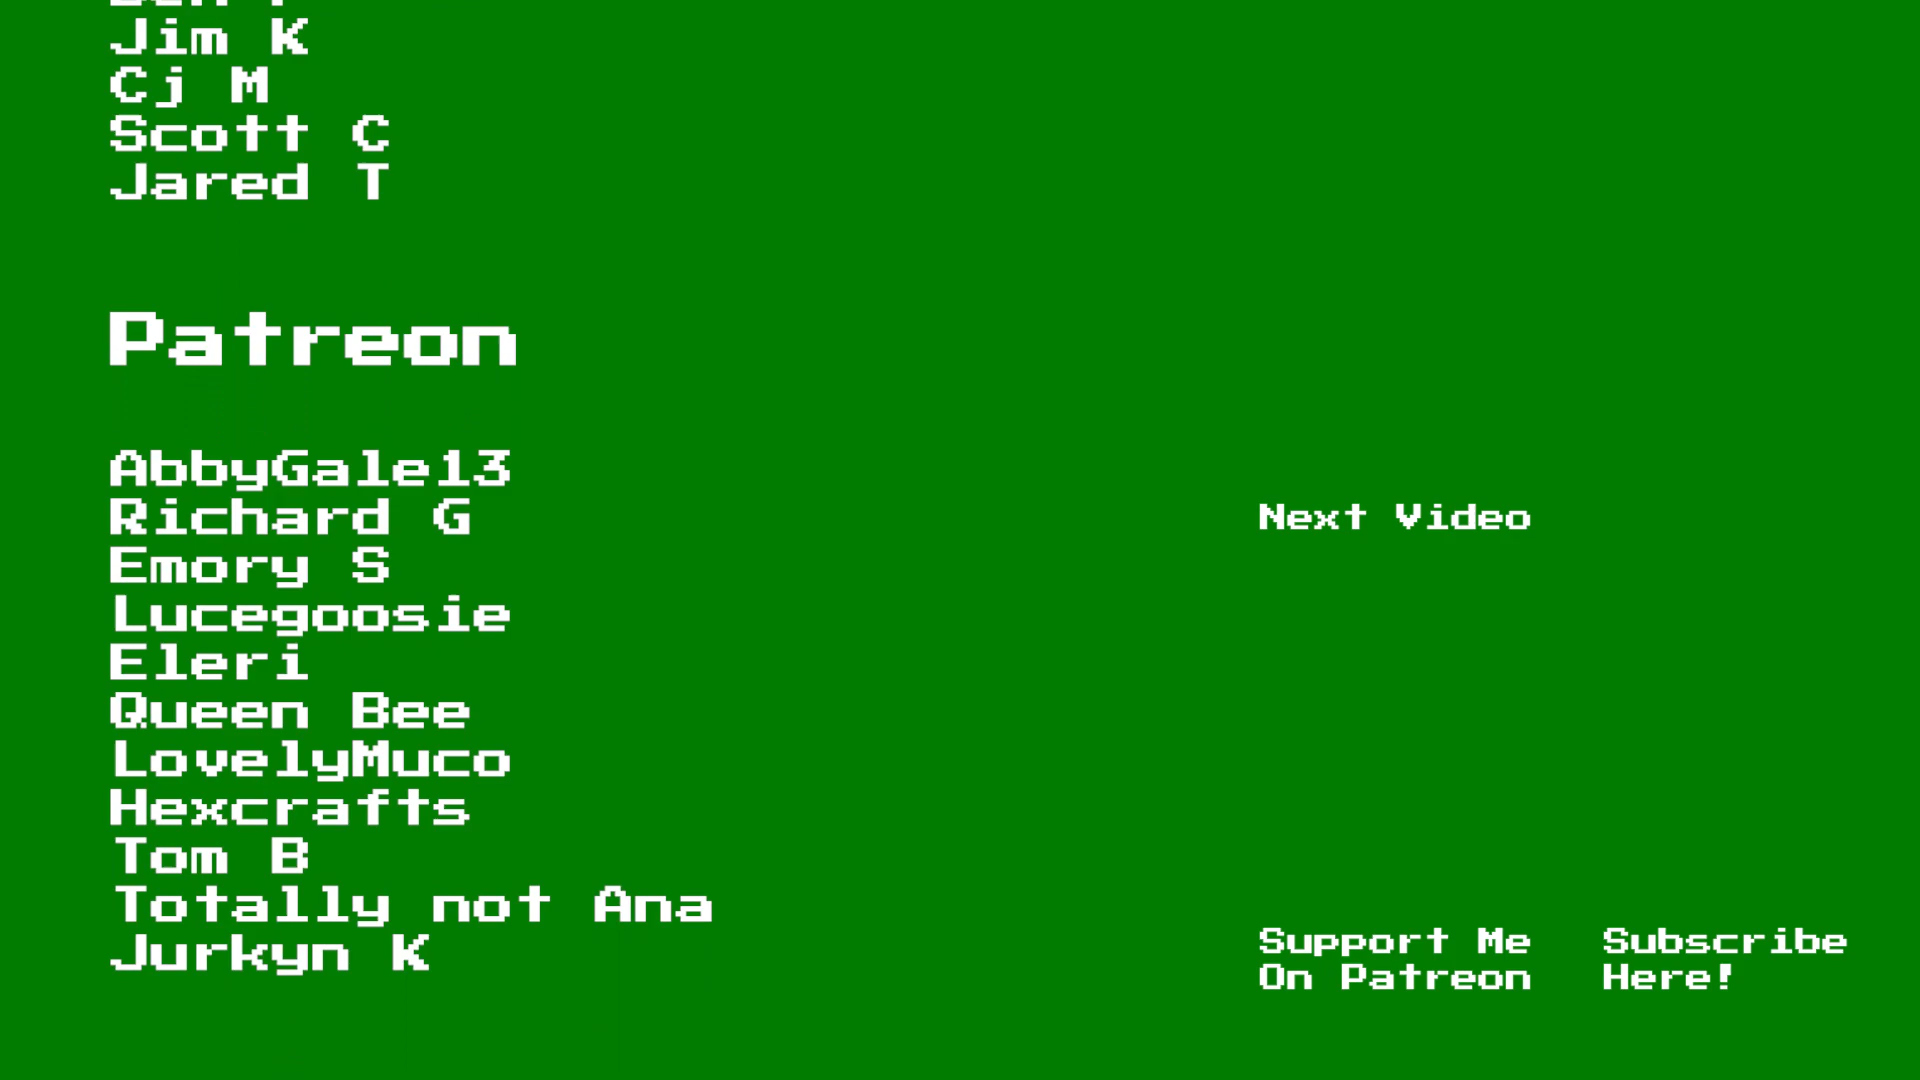 Jim K
Cj M
Scott C
Jared T
Patreon
AbbyGale13
Richard G
Emory S
Lucegoosie
Eleri
Queen Bee
LovelyMuco
Hexcrafts
Tom B
Totally not Ana
Jurkyn K
Next Video
Support Me
On Patreon
Subscribe
Here!